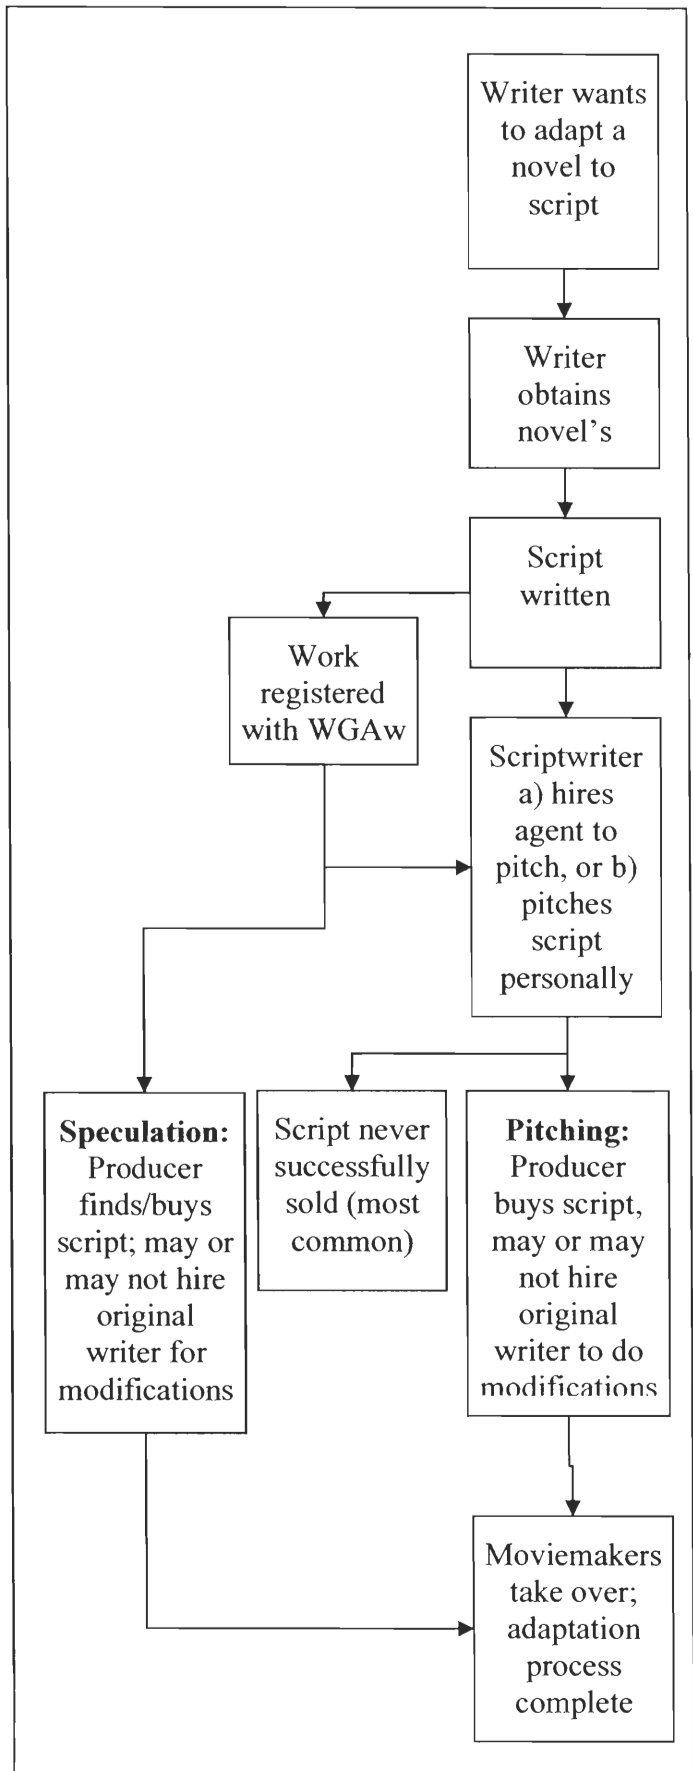 Writer wants
to adapt a
novel to
script
Writer
obtains
novel's
Script
written
Work
registered
with WGAw
Scriptwriter
a) hires
agent to
pitch, or b)
pitches
script
personally
Speculation:
Producer
finds/buys
script; may or
may not hire
original
writer for
modifications
Script never
successfully
sold (most
common)
Pitching:
Producer
buys script,
may or may
not hire
original
writer to do
modifications
Moviemakers
take over;
adaptation
process
complete